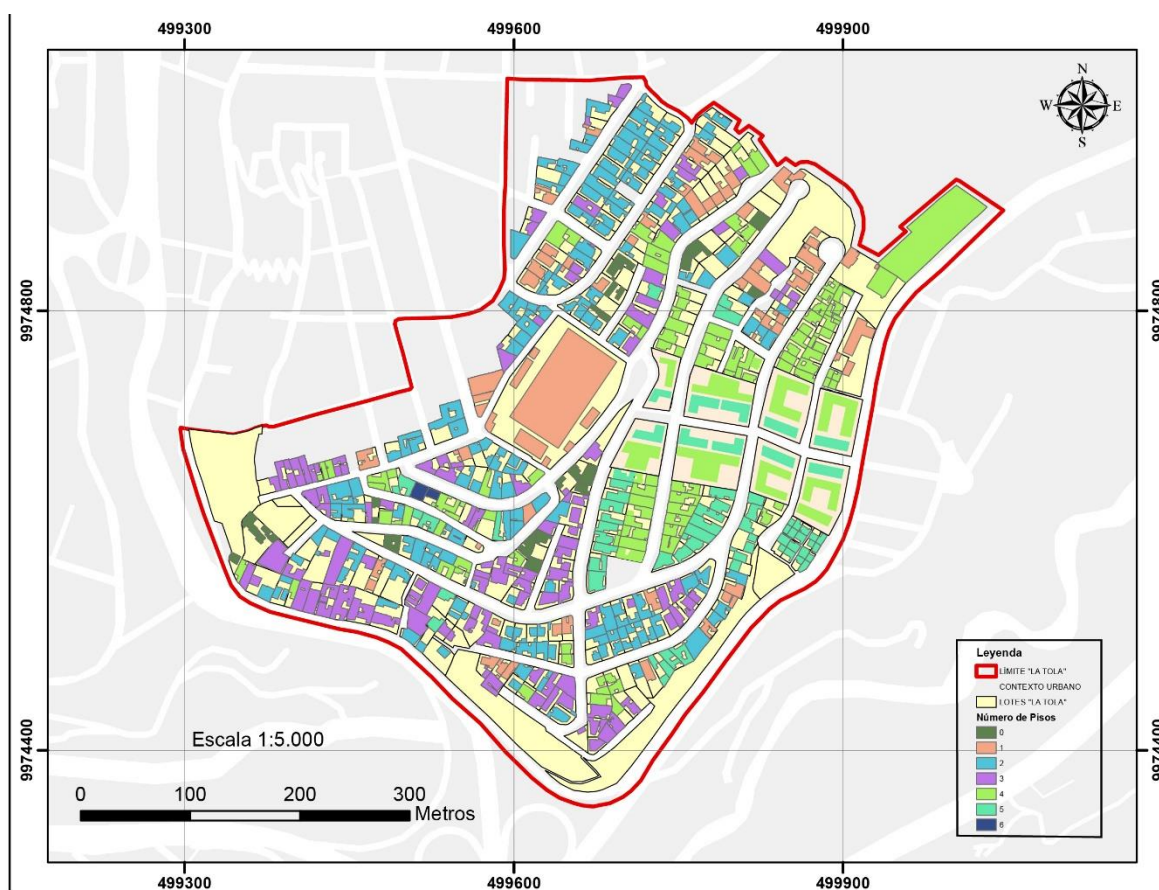 499300 499600 499900
N
W E
S
9974800 9974800
9974400 9974400
Leyenda
LÍMITE "LA TOLA"
CONTEXTO URBANO
LOTES "LA TOLA"
Número de Pisos
0
1
2
3
4
5
6
Escala 1:5.000
0 100 200 300
Metros
499300 499600 499900